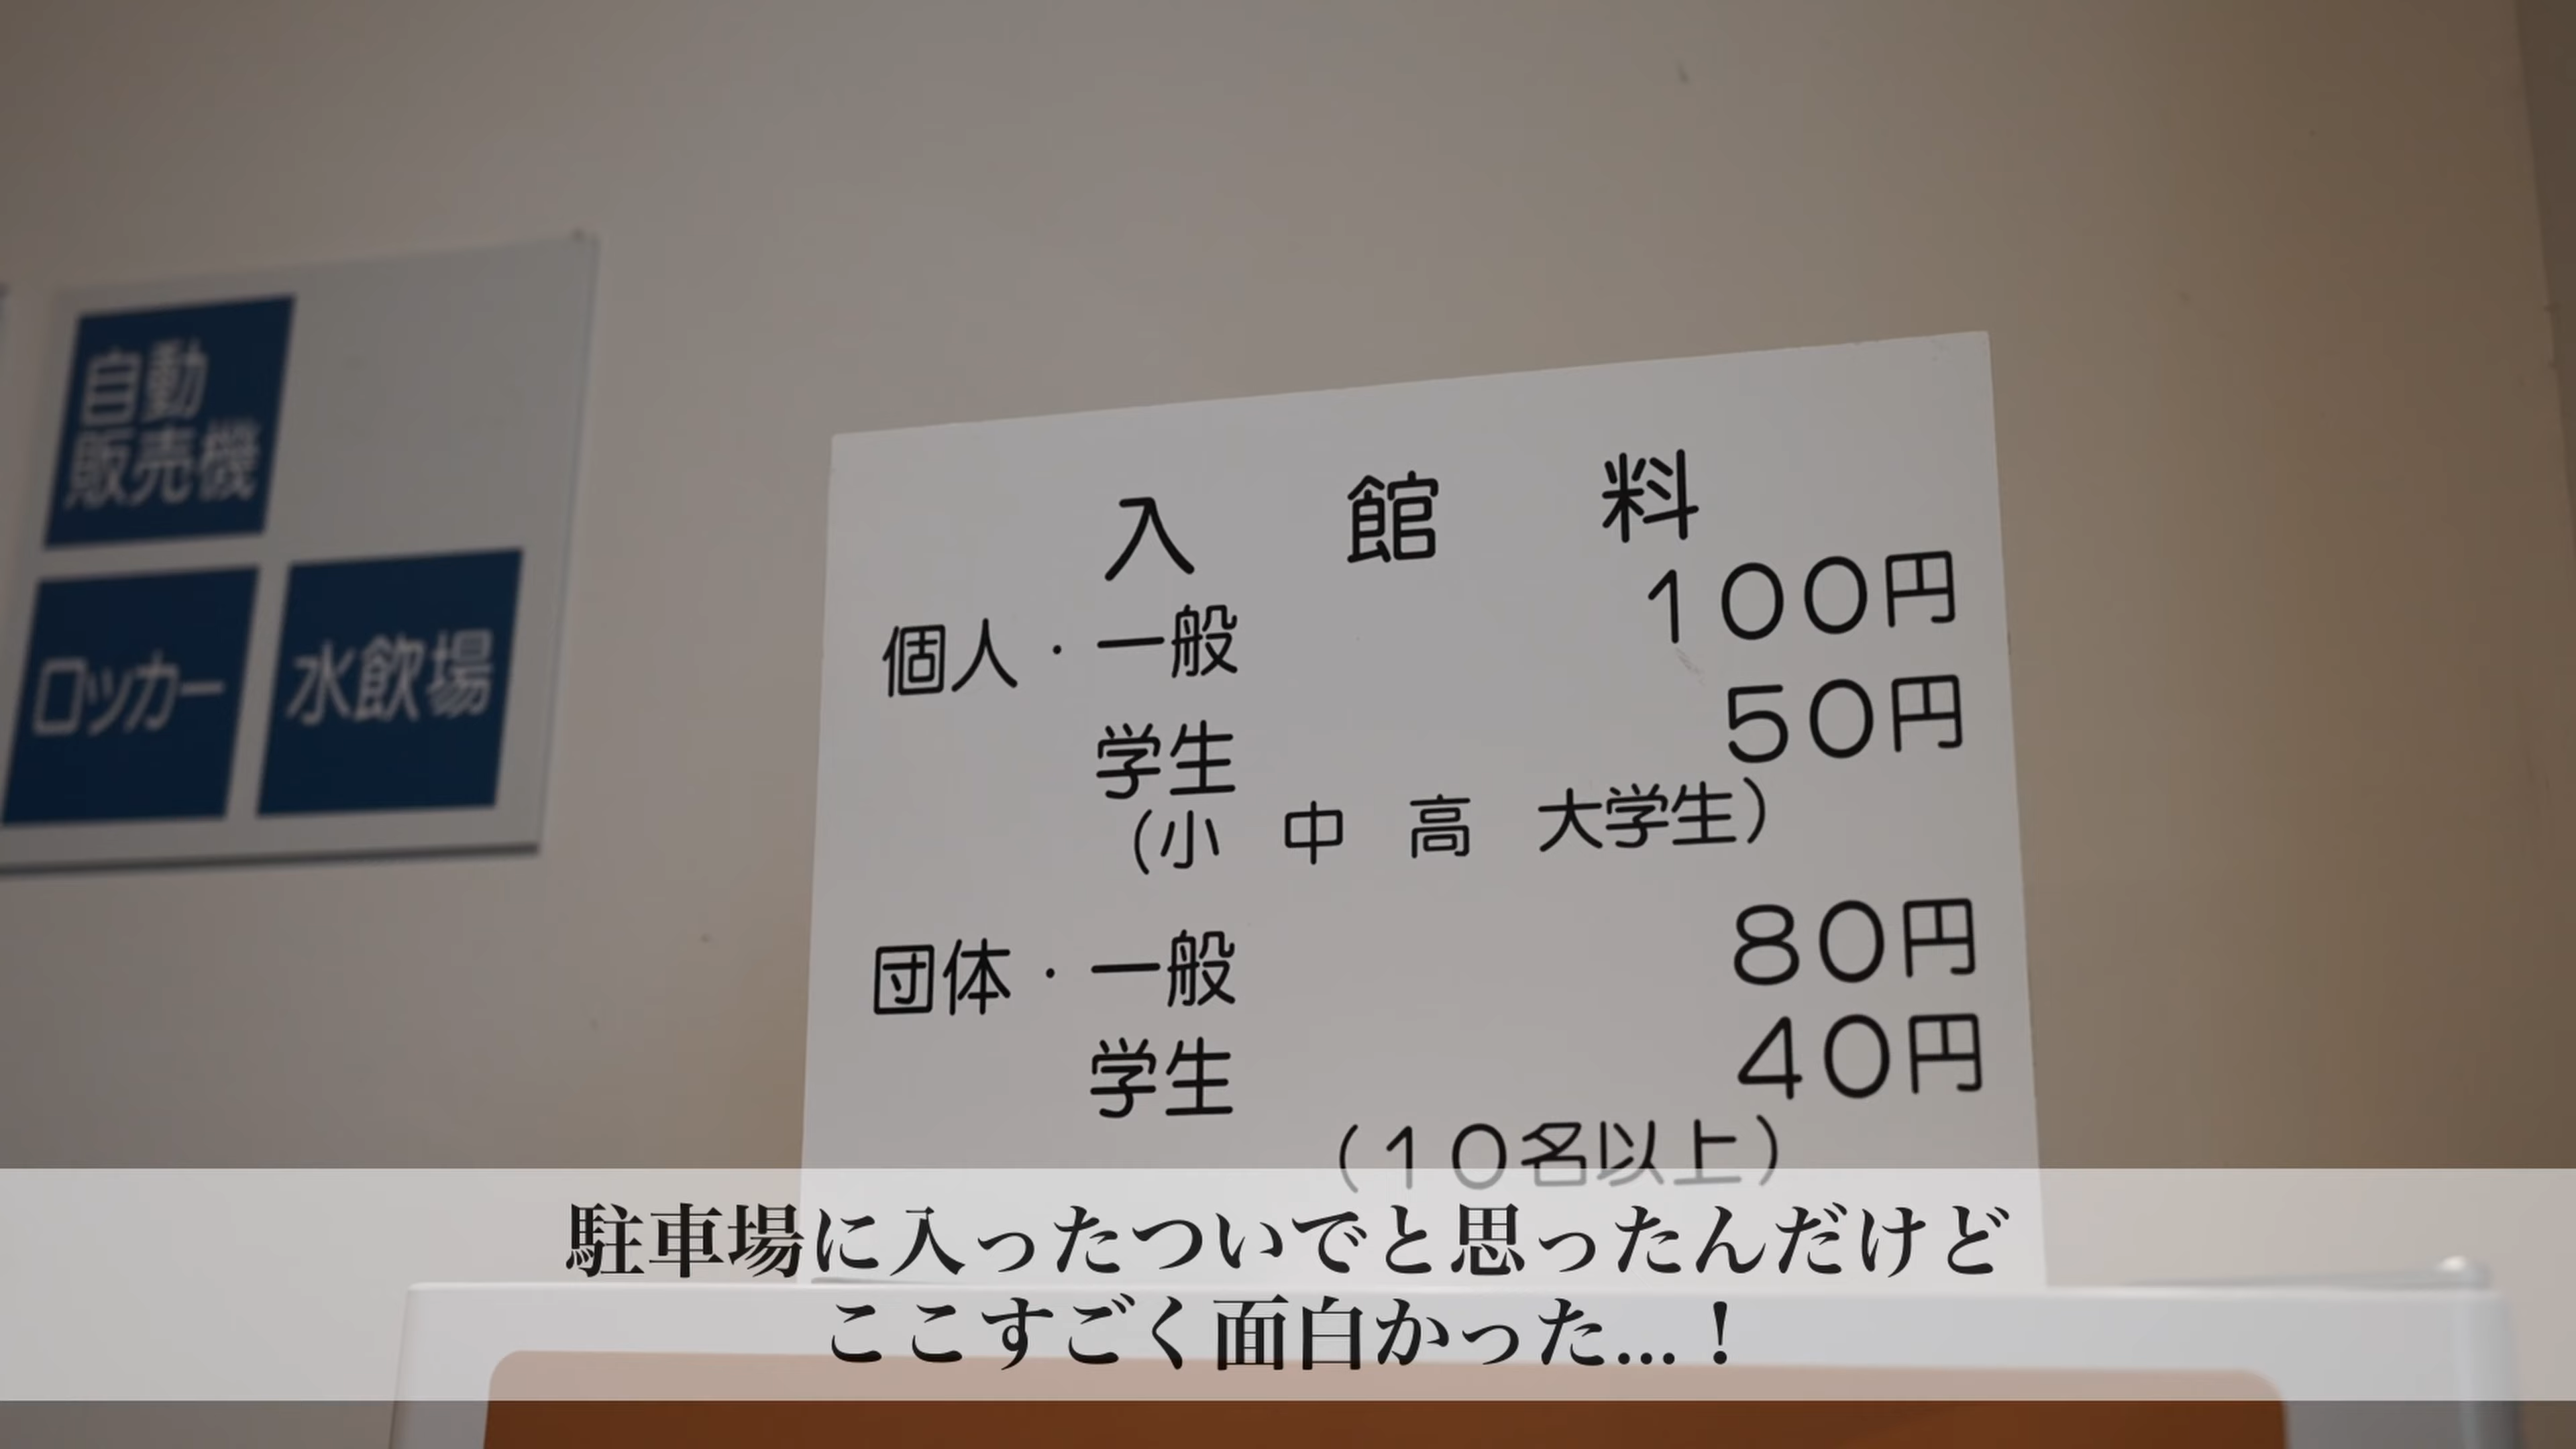 自動
販売機
ロッカー
水飲場
入館料
個人・一般 100円
学生 50円
(小 中 高 大学生)
団体・一般 80円
学生 40円
(10名以上)
駐車場に入ったついでと思ったんだけど
ここすごく面白かった...！